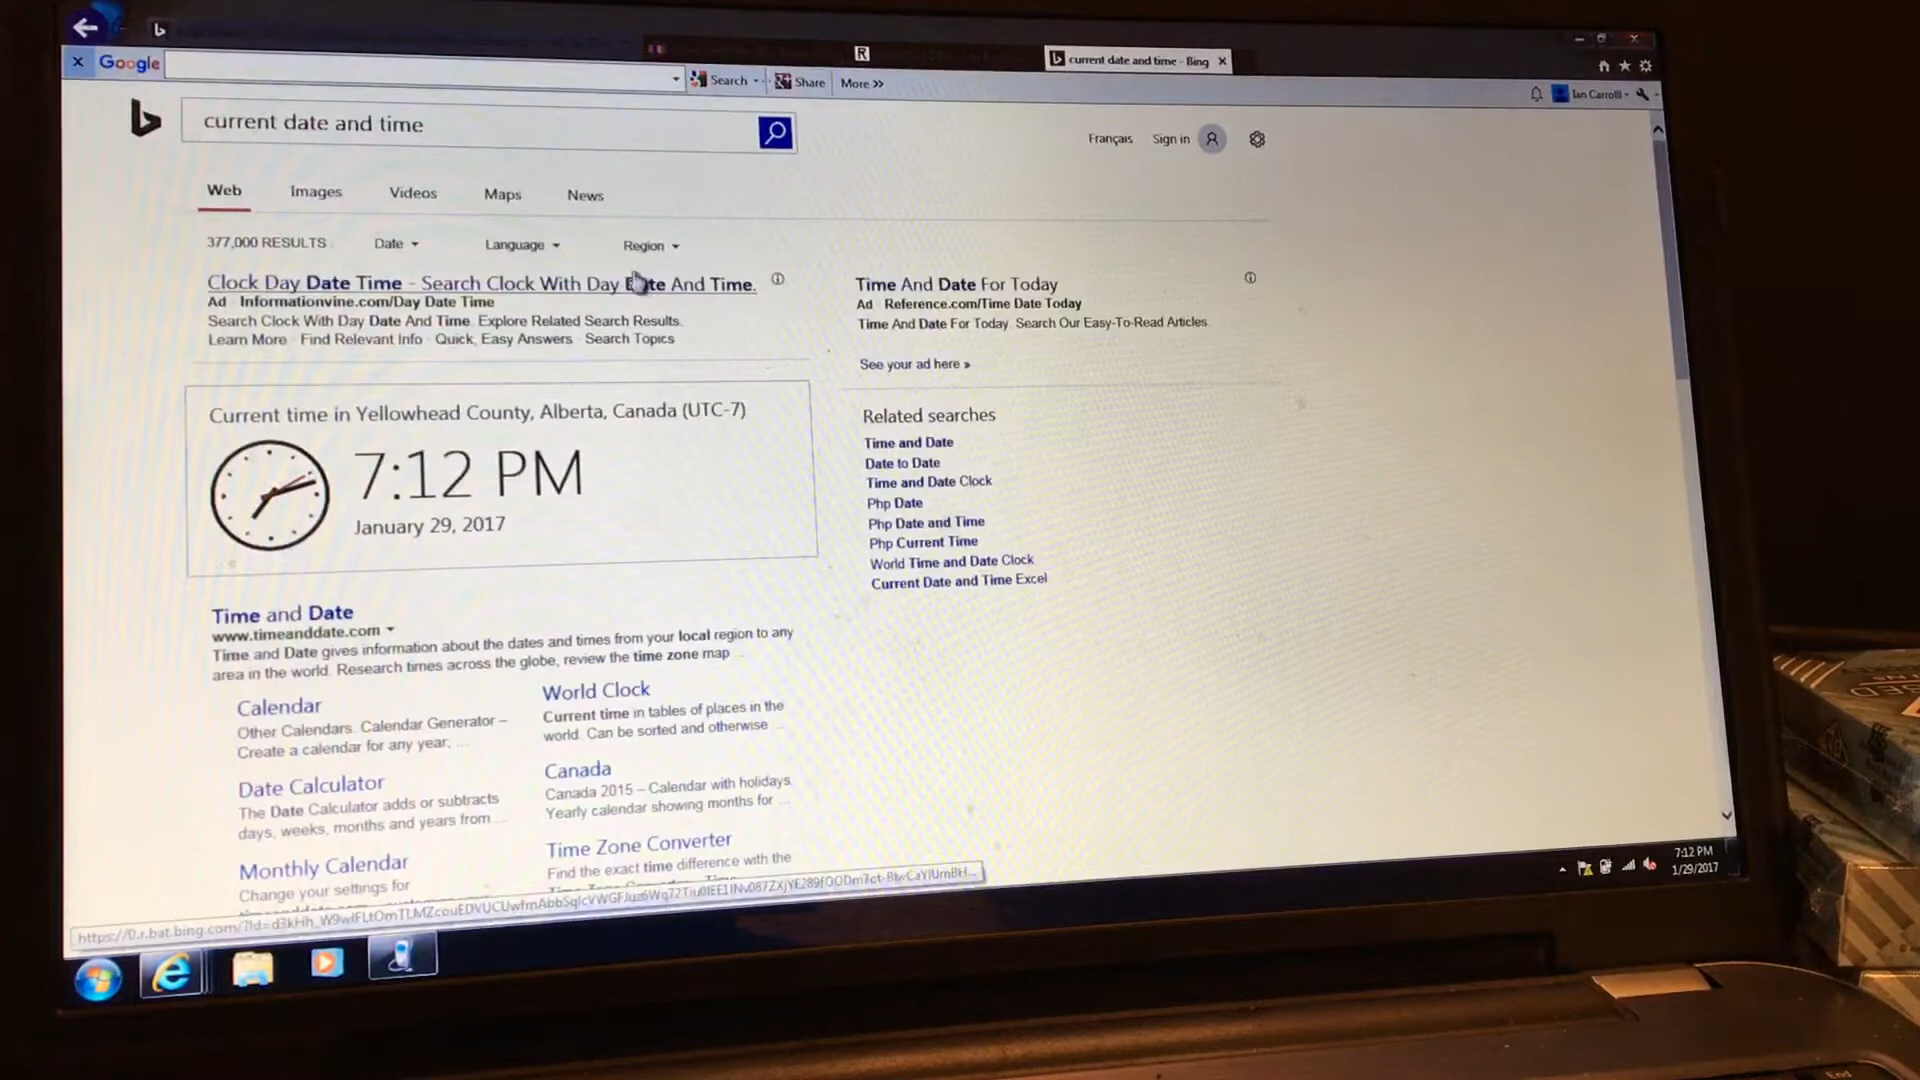 current date and time - Bing
Google
Search
Share
More »
Ian Carroll
current date and time
Français
Sign in
Web
Images
Videos
Maps
News
377,000 RESULTS
Date
Language
Region
Clock Day Date Time - Search Clock With Day Date And Time.
Ad · Informationvine.com/Day Date Time
Search Clock With Day Date And Time. Explore Related Search Results.
Learn More · Find Relevant Info · Quick, Easy Answers · Search Topics
Time And Date For Today
Ad · Reference.com/Time Date Today
Time And Date For Today. Search Our Easy-To-Read Articles.
See your ad here »
Current time in Yellowhead County, Alberta, Canada (UTC-7)
7:12 PM
January 29, 2017
Related searches
Time and Date
Date to Date
Time and Date Clock
Php Date
Php Date and Time
Php Current Time
World Time and Date Clock
Current Date and Time Excel
Time and Date
www.timeanddate.com
Time and Date gives information about the dates and times from your local region to any
area in the world. Research times across the globe, review the time zone map ...
Calendar
Other Calendars. Calendar Generator –
Create a calendar for any year, ...
World Clock
Current time in tables of places in the
world. Can be sorted and otherwise ...
Date Calculator
The Date Calculator adds or subtracts
days, weeks, months and years from ...
Canada
Canada 2015 – Calendar with holidays.
Yearly calendar showing months for ...
Monthly Calendar
Change your settings for
Time Zone Converter
Find the exact time difference with the
7:12 PM
1/29/2017
End